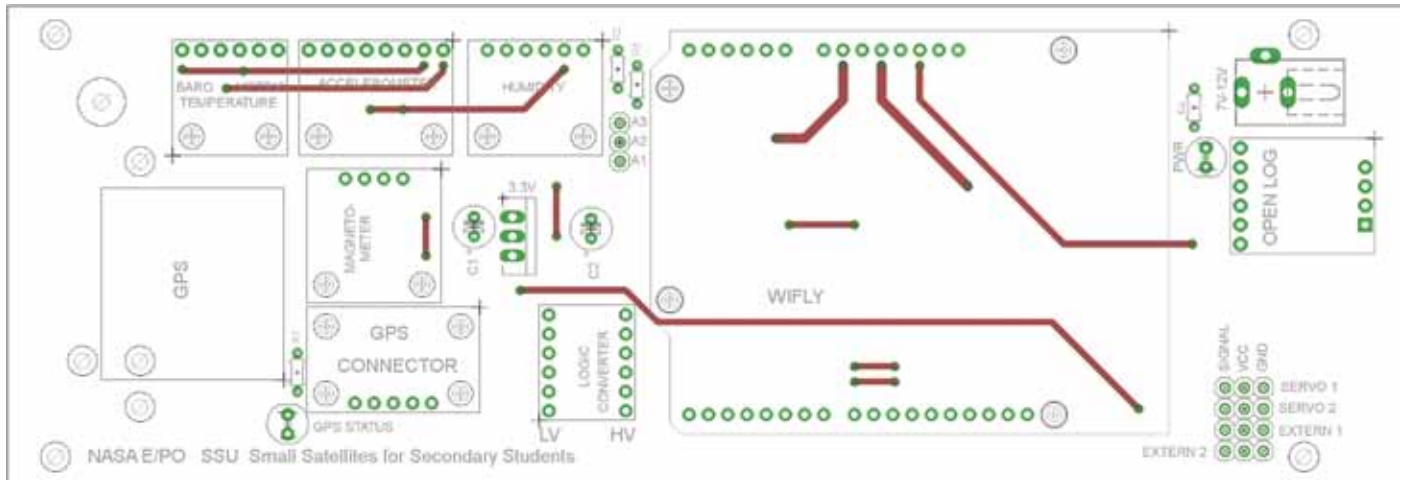 BARO
TEMPERATURE
ACCELEROMETER
HUMIDITY
A3
A2
A1
7V-12V
PWR
OPEN LOG
MAGNETO-
METER
3.3V
C1
C2
GPS
GPS
CONNECTOR
GPS STATUS
LOGIC
CONVERTER
LV HV
WIFLY
SIGNAL
VCC
GND
SERVO 1
SERVO 2
EXTERN 1
EXTERN 2
NASA E/PO SSU Small Satellites for Secondary Students